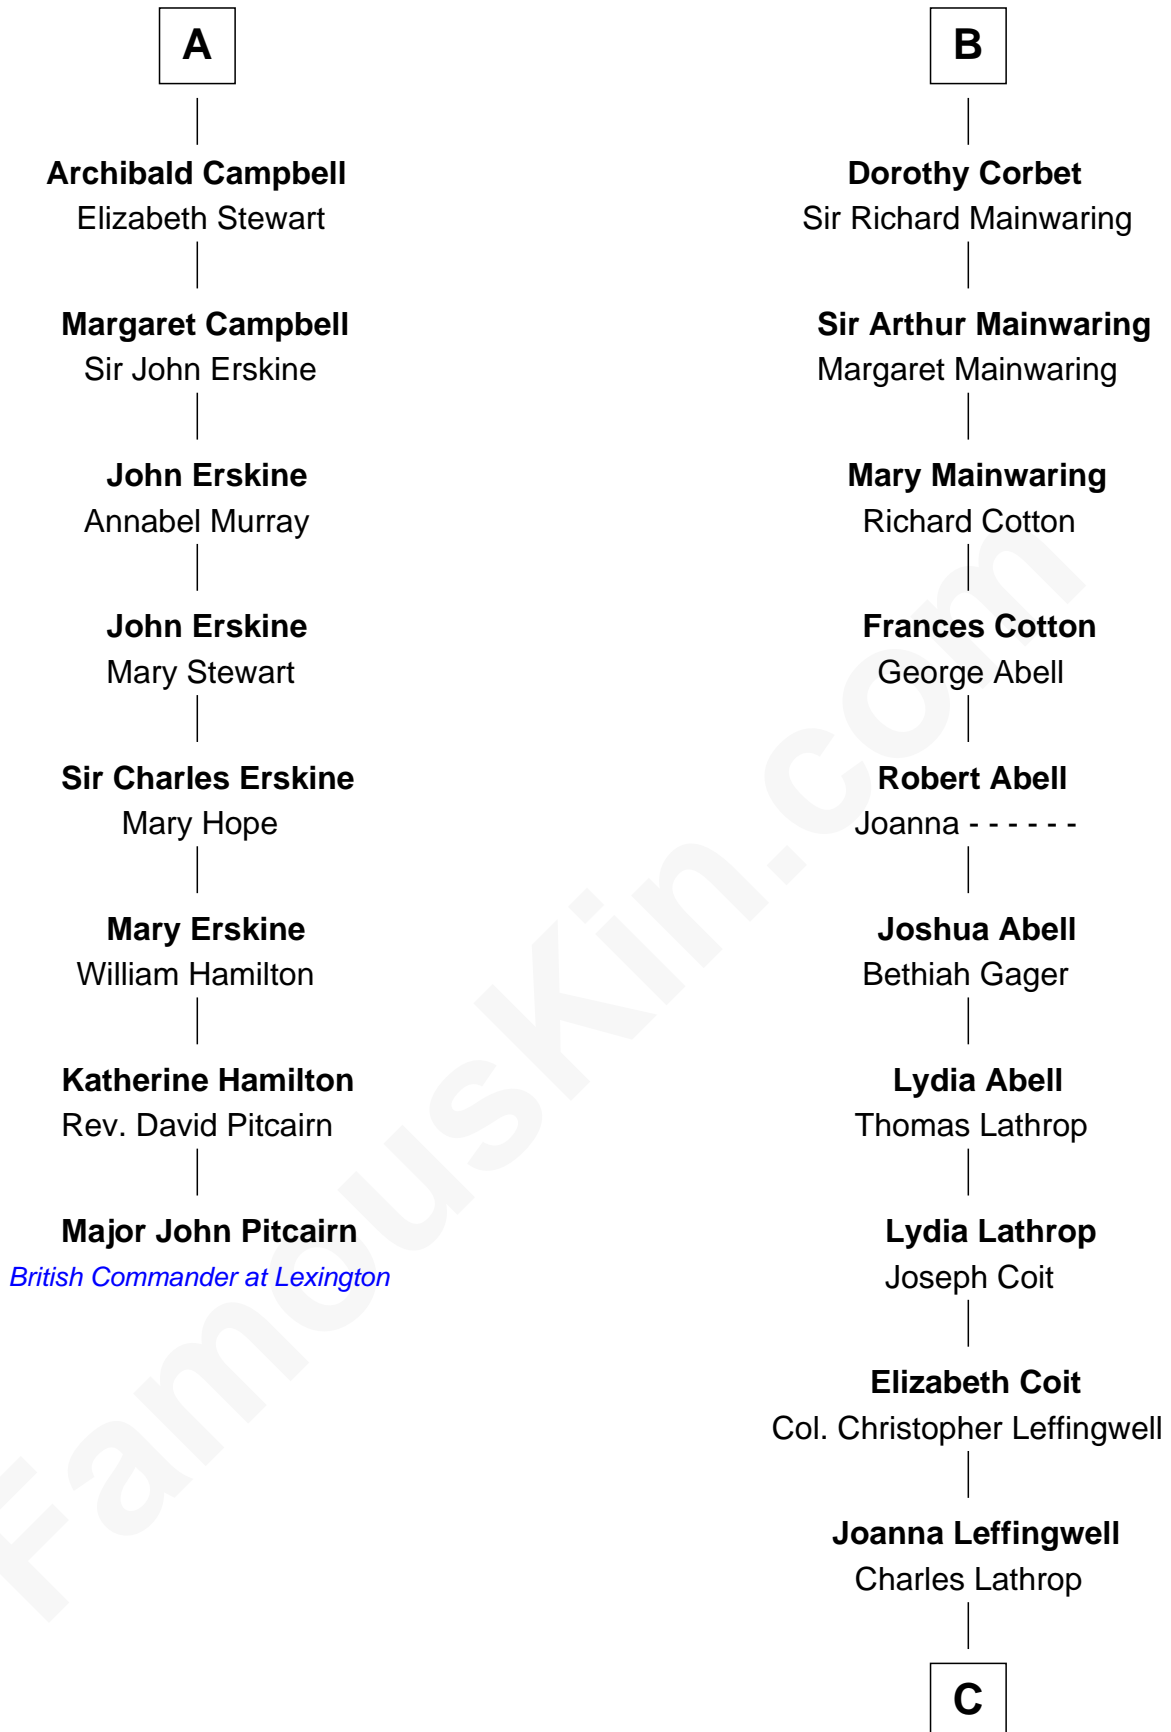 A
Archibald Campbell
Elizabeth Stewart
Margaret Campbell
Sir John Erskine
John Erskine
Annabel Murray
John Erskine
Mary Stewart
Sir Charles Erskine
Mary Hope
Mary Erskine
William Hamilton
Katherine Hamilton
Rev. David Pitcairn
Major John Pitcairn
British Commander at Lexington
B
Dorothy Corbet
Sir Richard Mainwaring
Sir Arthur Mainwaring
Margaret Mainwaring
Mary Mainwaring
Richard Cotton
Frances Cotton
George Abell
Robert Abell
Joanna - - - - - -
Joshua Abell
Bethiah Gager
Lydia Abell
Thomas Lathrop
Lydia Lathrop
Joseph Coit
Elizabeth Coit
Col. Christopher Leffingwell
Joanna Leffingwell
Charles Lathrop
C
FamousKin.com